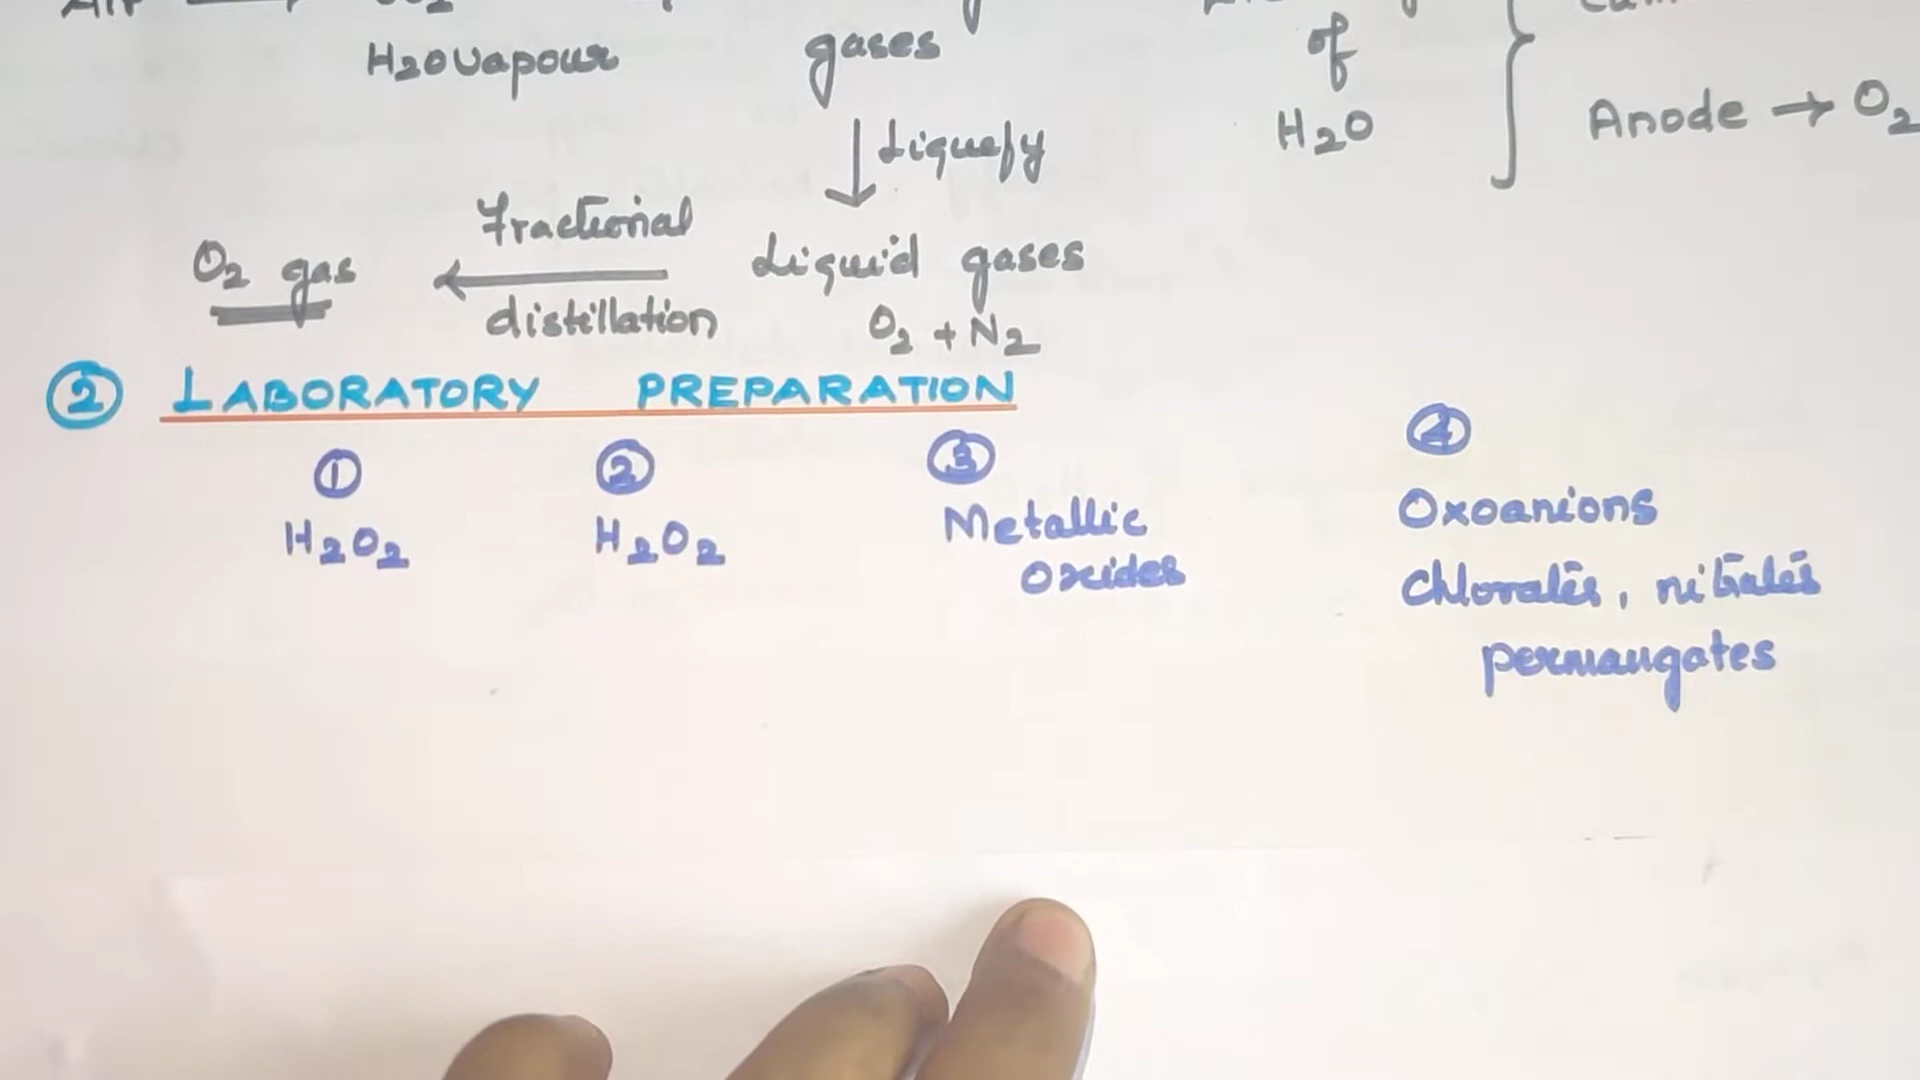 Air
H2O Vapour
gases
of
H2O
Anode → O2
Liquefy
Fractional
distillation
O2 gas
Liquid gases
O2 + N2
② LABORATORY PREPARATION
① ② ③ ④
H2O2 H2O2 Metallic Oxoanions
oxides Chlorates, nitrates
permangates